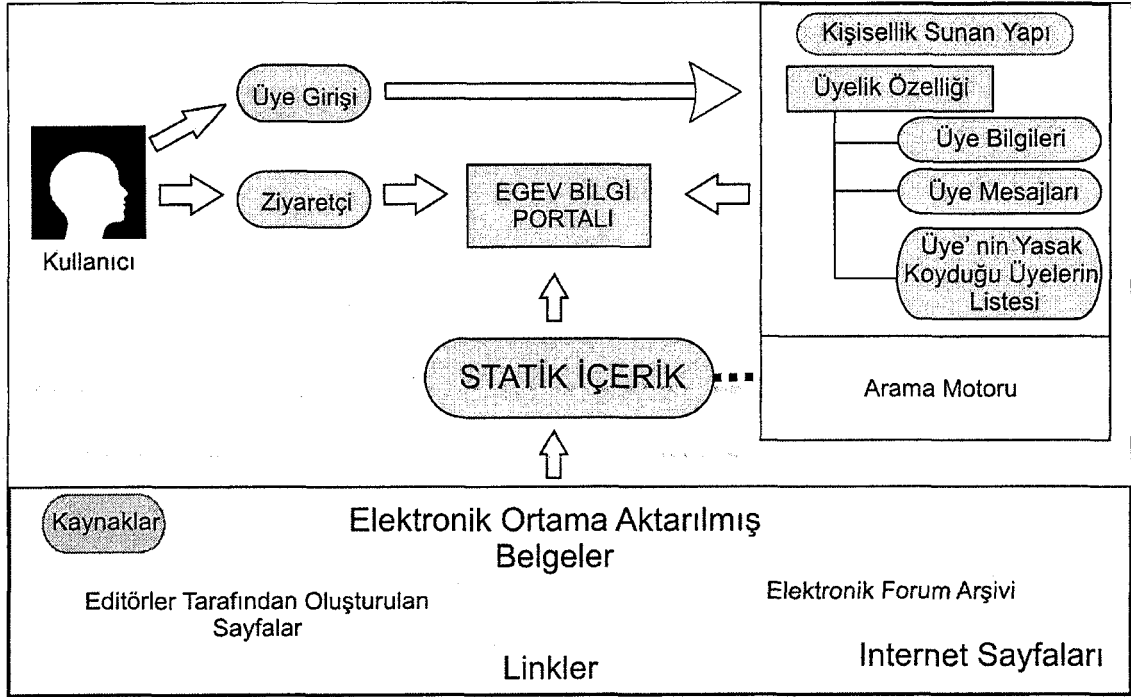 Kişisellik Sunan Yapı
Üye Girişi
Üyelik Özelliği
Üye Bilgileri
Ziyaretçi
EGEV BİLGİ
PORTALI
Üye Mesajları
Kullanıcı
Üye' nin Yasak
Koyduğu Üyelerin
Listesi
STATİK İÇERİK
Arama Motoru
Kaynaklar
Elektronik Ortama Aktarılmış
Belgeler
Editörler Tarafından Oluşturulan
Sayfalar
Elektronik Forum Arşivi
Linkler
Internet Sayfaları